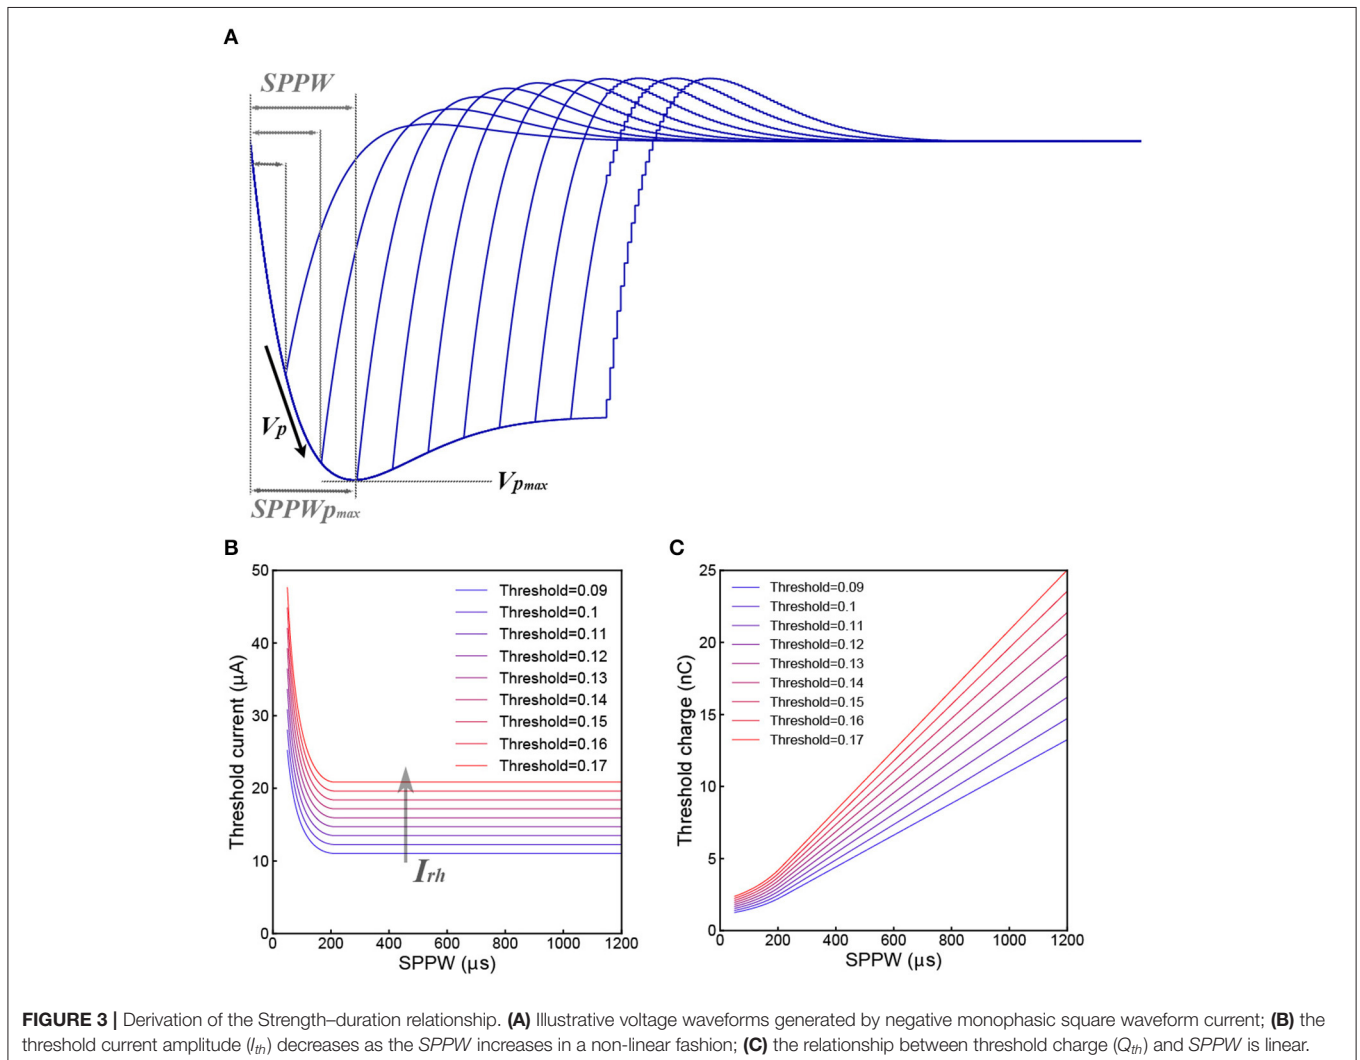 A
SPPW
Vp
Vpmax
SPPWpmax
B
50
40
30
20
10
0
0 200 400 600 800 1000 1200
Threshold current (μA)
SPPW (μs)
Threshold=0.09
Threshold=0.1
Threshold=0.11
Threshold=0.12
Threshold=0.13
Threshold=0.14
Threshold=0.15
Threshold=0.16
Threshold=0.17
Irh
C
25
20
15
10
5
0
0 200 400 600 800 1000 1200
Threshold charge (nC)
SPPW (μs)
Threshold=0.09
Threshold=0.1
Threshold=0.11
Threshold=0.12
Threshold=0.13
Threshold=0.14
Threshold=0.15
Threshold=0.16
Threshold=0.17
FIGURE 3 | Derivation of the Strength–duration relationship. (A) Illustrative voltage waveforms generated by negative monophasic square waveform current; (B) the
threshold current amplitude (Ith) decreases as the SPPW increases in a non-linear fashion; (C) the relationship between threshold charge (Qth) and SPPW is linear.